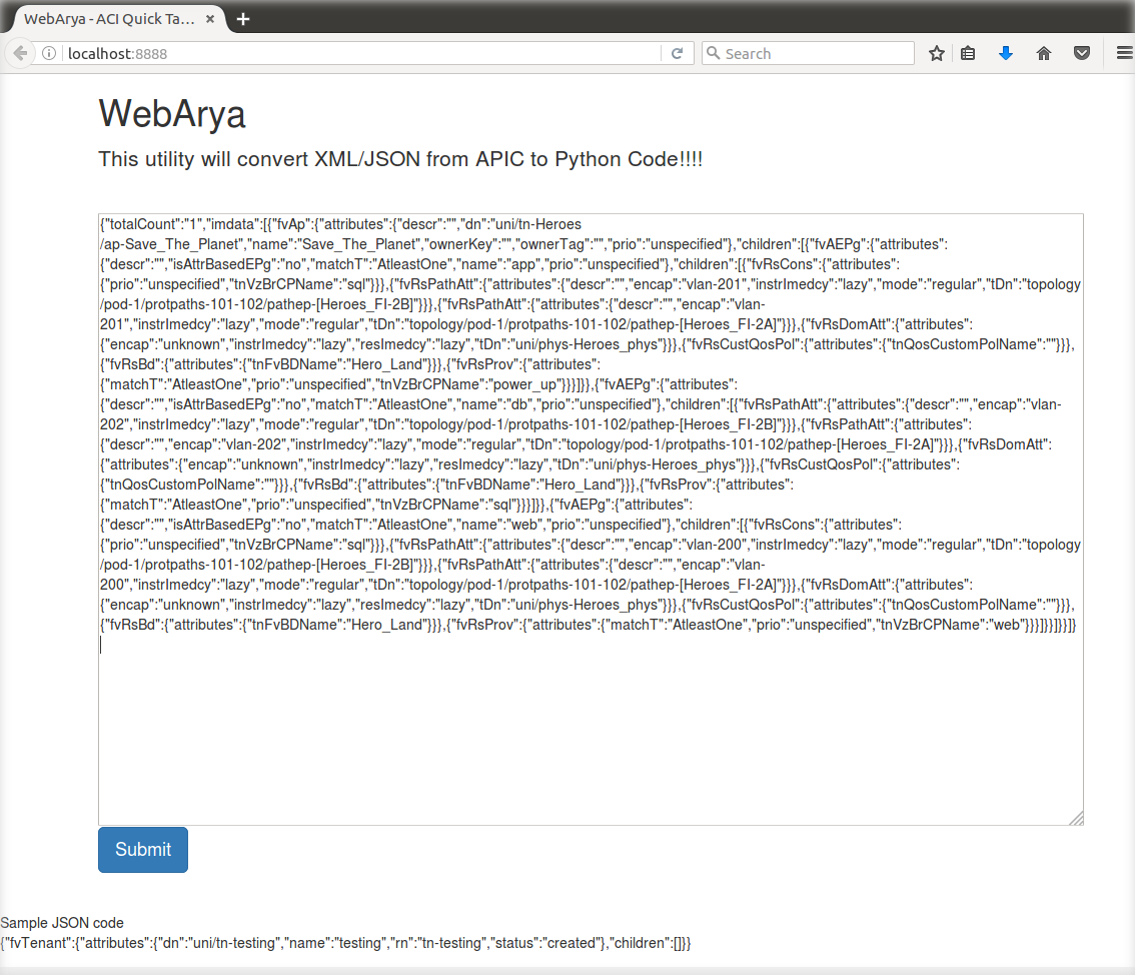 WebArya - ACI Quick Ta...
localhost:8888
Search
WebArya
This utility will convert XML/JSON from APIC to Python Code!!!!
{"totalCount":"1","imdata":[{"fvAp":{"attributes":{"descr":"","dn":"uni/tn-Heroes
/ap-Save_The_Planet","name":"Save_The_Planet","ownerKey":"","ownerTag":"","prio":"unspecified"},"children":[{"fvAEPg":{"attributes":
{"descr":"","isAttrBasedEPg":"no","matchT":"AtleastOne","name":"app","prio":"unspecified"},"children":[{"fvRsCons":{"attributes":
{"prio":"unspecified","tnVzBrCPName":"sql"}}},{"fvRsPathAtt":{"attributes":{"descr":"","encap":"vlan-201","instrImedcy":"lazy","mode":"regular","tDn":"topology
/pod-1/protpaths-101-102/pathep-[Heroes_FI-2B]"}}},{"fvRsPathAtt":{"attributes":{"descr":"","encap":"vlan-
201","instrImedcy":"lazy","mode":"regular","tDn":"topology/pod-1/protpaths-101-102/pathep-[Heroes_FI-2A]"}}},{"fvRsDomAtt":{"attributes":
{"encap":"unknown","instrImedcy":"lazy","resImedcy":"lazy","tDn":"uni/phys-Heroes_phys"}}},{"fvRsCustQosPol":{"attributes":{"tnQosCustomPolName":""}}},
{"fvRsBd":{"attributes":{"tnFvBDName":"Hero_Land"}}},{"fvRsProv":{"attributes":
{"matchT":"AtleastOne","prio":"unspecified","tnVzBrCPName":"power_up"}}}]}},{"fvAEPg":{"attributes":
{"descr":"","isAttrBasedEPg":"no","matchT":"AtleastOne","name":"db","prio":"unspecified"},"children":[{"fvRsPathAtt":{"attributes":{"descr":"","encap":"vlan-
202","instrImedcy":"lazy","mode":"regular","tDn":"topology/pod-1/protpaths-101-102/pathep-[Heroes_FI-2B]"}}},{"fvRsPathAtt":{"attributes":
{"descr":"","encap":"vlan-202","instrImedcy":"lazy","mode":"regular","tDn":"topology/pod-1/protpaths-101-102/pathep-[Heroes_FI-2A]"}}},{"fvRsDomAtt":
{"attributes":{"encap":"unknown","instrImedcy":"lazy","resImedcy":"lazy","tDn":"uni/phys-Heroes_phys"}}},{"fvRsCustQosPol":{"attributes":
{"tnQosCustomPolName":""}}},{"fvRsBd":{"attributes":{"tnFvBDName":"Hero_Land"}}},{"fvRsProv":{"attributes":
{"matchT":"AtleastOne","prio":"unspecified","tnVzBrCPName":"sql"}}}]}},{"fvAEPg":{"attributes":
{"descr":"","isAttrBasedEPg":"no","matchT":"AtleastOne","name":"web","prio":"unspecified"},"children":[{"fvRsCons":{"attributes":
{"prio":"unspecified","tnVzBrCPName":"sql"}}},{"fvRsPathAtt":{"attributes":{"descr":"","encap":"vlan-200","instrImedcy":"lazy","mode":"regular","tDn":"topology
/pod-1/protpaths-101-102/pathep-[Heroes_FI-2B]"}}},{"fvRsPathAtt":{"attributes":{"descr":"","encap":"vlan-
200","instrImedcy":"lazy","mode":"regular","tDn":"topology/pod-1/protpaths-101-102/pathep-[Heroes_FI-2A]"}}},{"fvRsDomAtt":{"attributes":
{"encap":"unknown","instrImedcy":"lazy","resImedcy":"lazy","tDn":"uni/phys-Heroes_phys"}}},{"fvRsCustQosPol":{"attributes":{"tnQosCustomPolName":""}}},
{"fvRsBd":{"attributes":{"tnFvBDName":"Hero_Land"}}},{"fvRsProv":{"attributes":{"matchT":"AtleastOne","prio":"unspecified","tnVzBrCPName":"web"}}}]}}]}}]}
Submit
Sample JSON code
{"fvTenant":{"attributes":{"dn":"uni/tn-testing","name":"testing","rn":"tn-testing","status":"created"},"children":[]}}